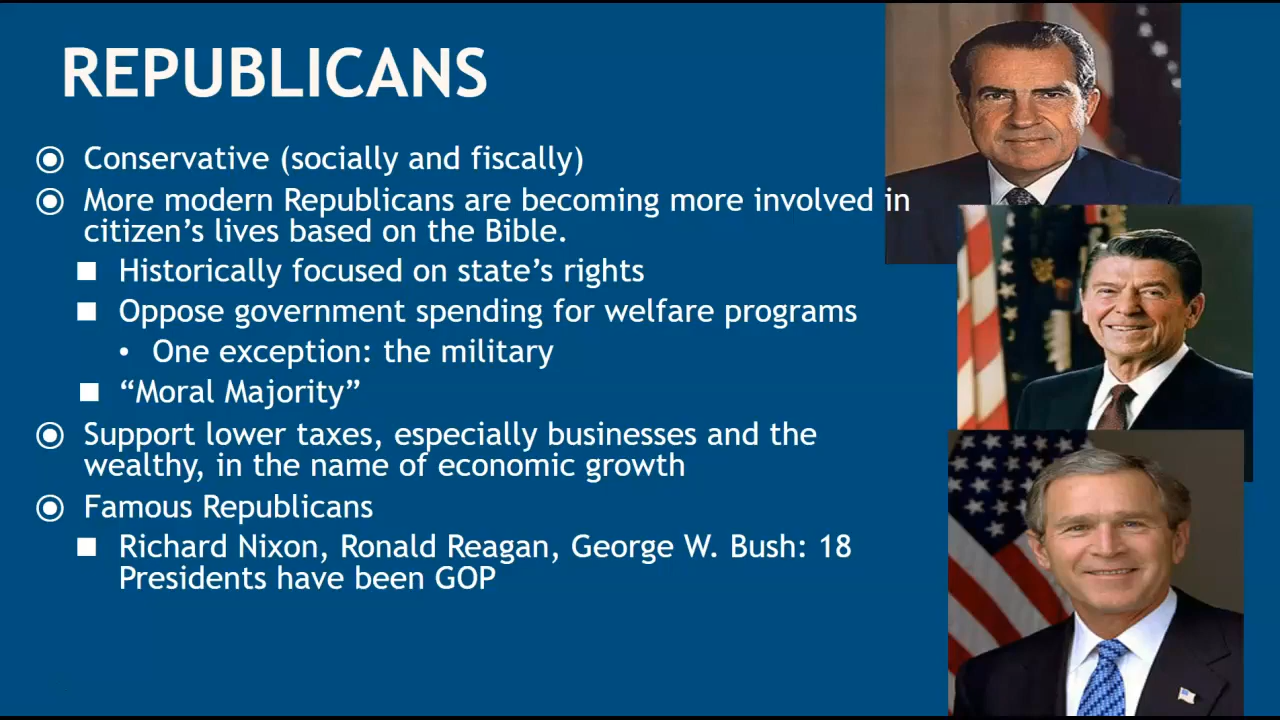 REPUBLICANS
Conservative (socially and fiscally)
More modern Republicans are becoming more involved in
citizen’s lives based on the Bible.
Historically focused on state’s rights
Oppose government spending for welfare programs
One exception: the military
“Moral Majority”
Support lower taxes, especially businesses and the
wealthy, in the name of economic growth
Famous Republicans
Richard Nixon, Ronald Reagan, George W. Bush: 18
Presidents have been GOP